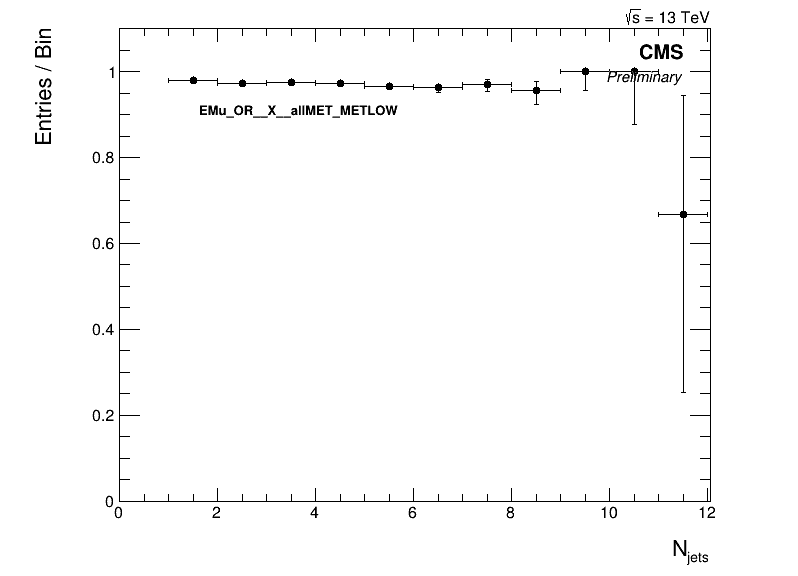 √s = 13 TeV
CMS
Preliminary
EMu_OR__X__allMET_METLOW
Entries / Bin
1
0.8
0.6
0.4
0.2
0
0 2 4 6 8 10 12
Njets